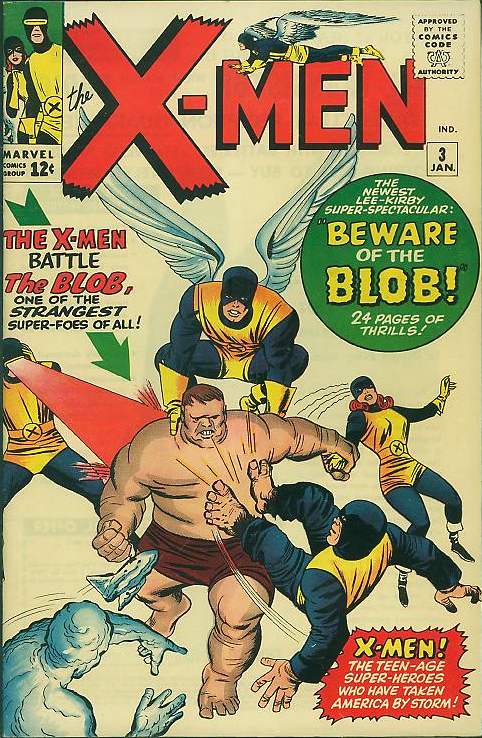 APPROVED
BY THE
COMICS
CODE
CA
AUTHORITY
the
X-MEN
MARVEL
COMICS
GROUP
12¢
IND.
3
JAN.
THE X-MEN
BATTLE
The BLOB,
ONE OF THE
STRANGEST
SUPER-FOES OF ALL!
THE
NEWEST
LEE-KIRBY
SUPER-SPECTACULAR:
"BEWARE
OF THE
BLOB!"
24 PAGES OF
THRILLS!
X-MEN!
THE TEEN-AGE
SUPER-HEROES
WHO HAVE TAKEN
AMERICA BY STORM!